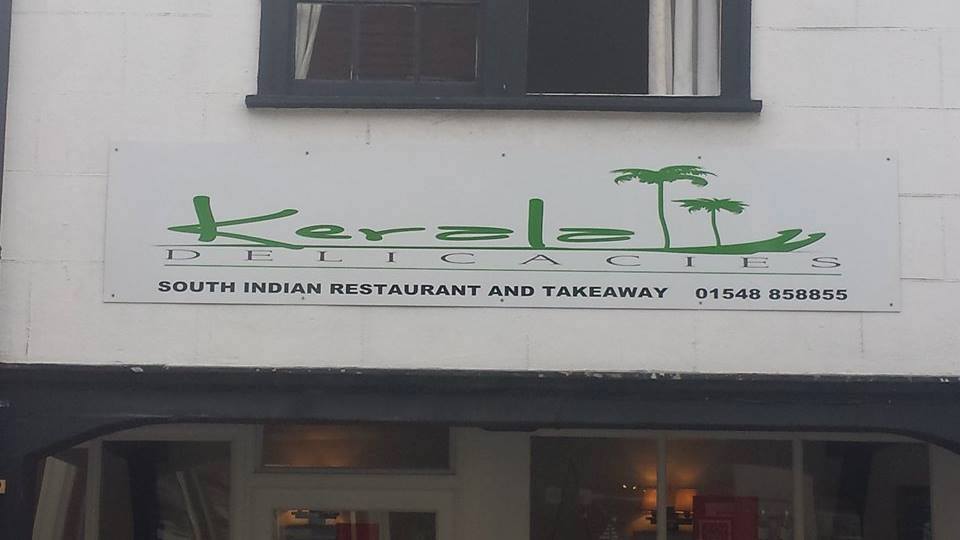 Kerala
DELICACIES
SOUTH INDIAN RESTAURANT AND TAKEAWAY 01548 858855